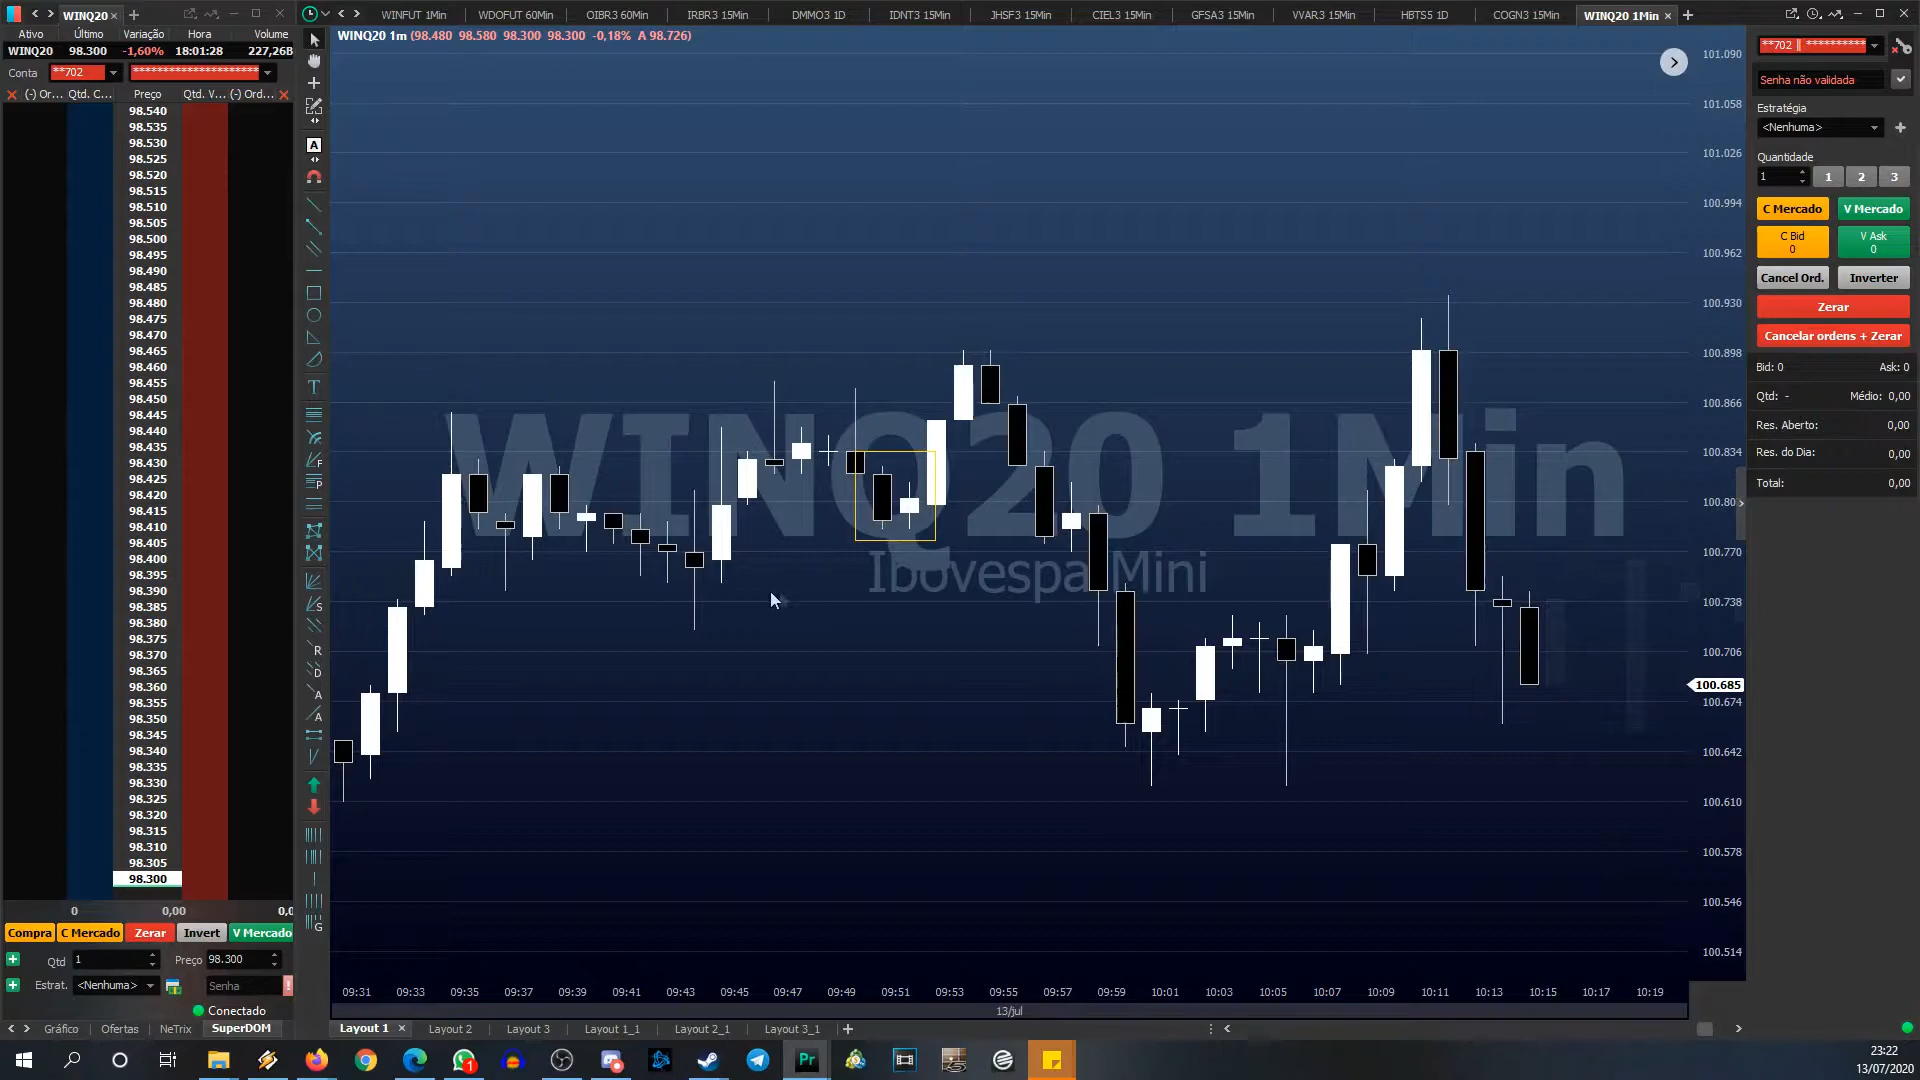 WINQ20
WINFUT 1Min WDOFUT 60Min OIBR3 60Min IRBR3 15Min DMMO3 1D IDNT3 15Min JHSF3 15Min CIEL3 15Min GFSA3 15Min VVAR3 15Min HBTS5 1D COGN3 15Min WINQ20 1Min
Ativo Último Variação Hora Volume
WINQ20 98.300 -1,60% 18:01:28 227,26B
Conta **702 **********************
(-) Or... Qtd. C... Preço Qtd. V... (-) Ord...
98.540
98.535
98.530
98.525
98.520
98.515
98.510
98.505
98.500
98.495
98.490
98.485
98.480
98.475
98.470
98.465
98.460
98.455
98.450
98.445
98.440
98.435
98.430
98.425
98.420
98.415
98.410
98.405
98.400
98.395
98.390
98.385
98.380
98.375
98.370
98.365
98.360
98.355
98.350
98.345
98.340
98.335
98.330
98.325
98.320
98.315
98.310
98.305
98.300
0 0,00 0,0
Compra C Mercado Zerar Invert V Mercado
Qtd 1 Preço 98.300
Estrat. <Nenhuma> Senha
Conectado
Gráfico Ofertas NeTrix SuperDOM
WINQ20 1m (98.480 98.580 98.300 98.300 -0,18% A 98.726)
WINQ20 1Min
Ibovespa Mini
101.090
101.058
101.026
100.994
100.962
100.930
100.898
100.866
100.834
100.80
100.770
100.738
100.706
100.685
100.674
100.642
100.610
100.578
100.546
100.514
09:31 09:33 09:35 09:37 09:39 09:41 09:43 09:45 09:47 09:49 09:51 09:53 09:55 09:57 09:59 10:01 10:03 10:05 10:07 10:09 10:11 10:13 10:15 10:17 10:19
13/jul
Layout 1 Layout 2 Layout 3 Layout 1_1 Layout 2_1 Layout 3_1
**702 || **********
Senha não validada
Estratégia
<Nenhuma>
Quantidade
1 1 2 3
C Mercado V Mercado
C Bid V Ask
0 0
Cancel Ord. Inverter
Zerar
Cancelar ordens + Zerar
Bid: 0 Ask: 0
Qtd: - Médio: 0,00
Res. Aberto: 0,00
Res. do Dia: 0,00
Total: 0,00
A
T
F
F
P
S
R
D
A
A
G
1
Pr
23:22
13/07/2020